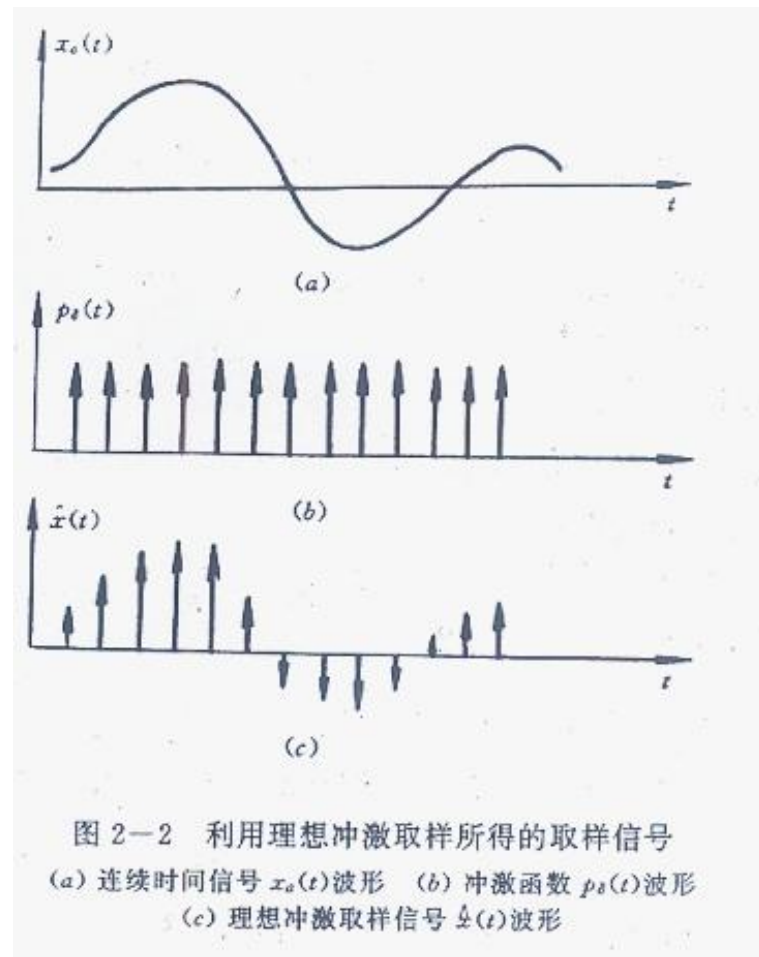 xₐ(t)
t
(a)
p_δ(t)
t
(b)
x̂(t)
t
(c)
图 2－2 利用理想冲激取样所得的取样信号
(a) 连续时间信号 xₐ(t)波形 (b) 冲激函数 p_δ(t)波形
(c) 理想冲激取样信号 x̂(t)波形